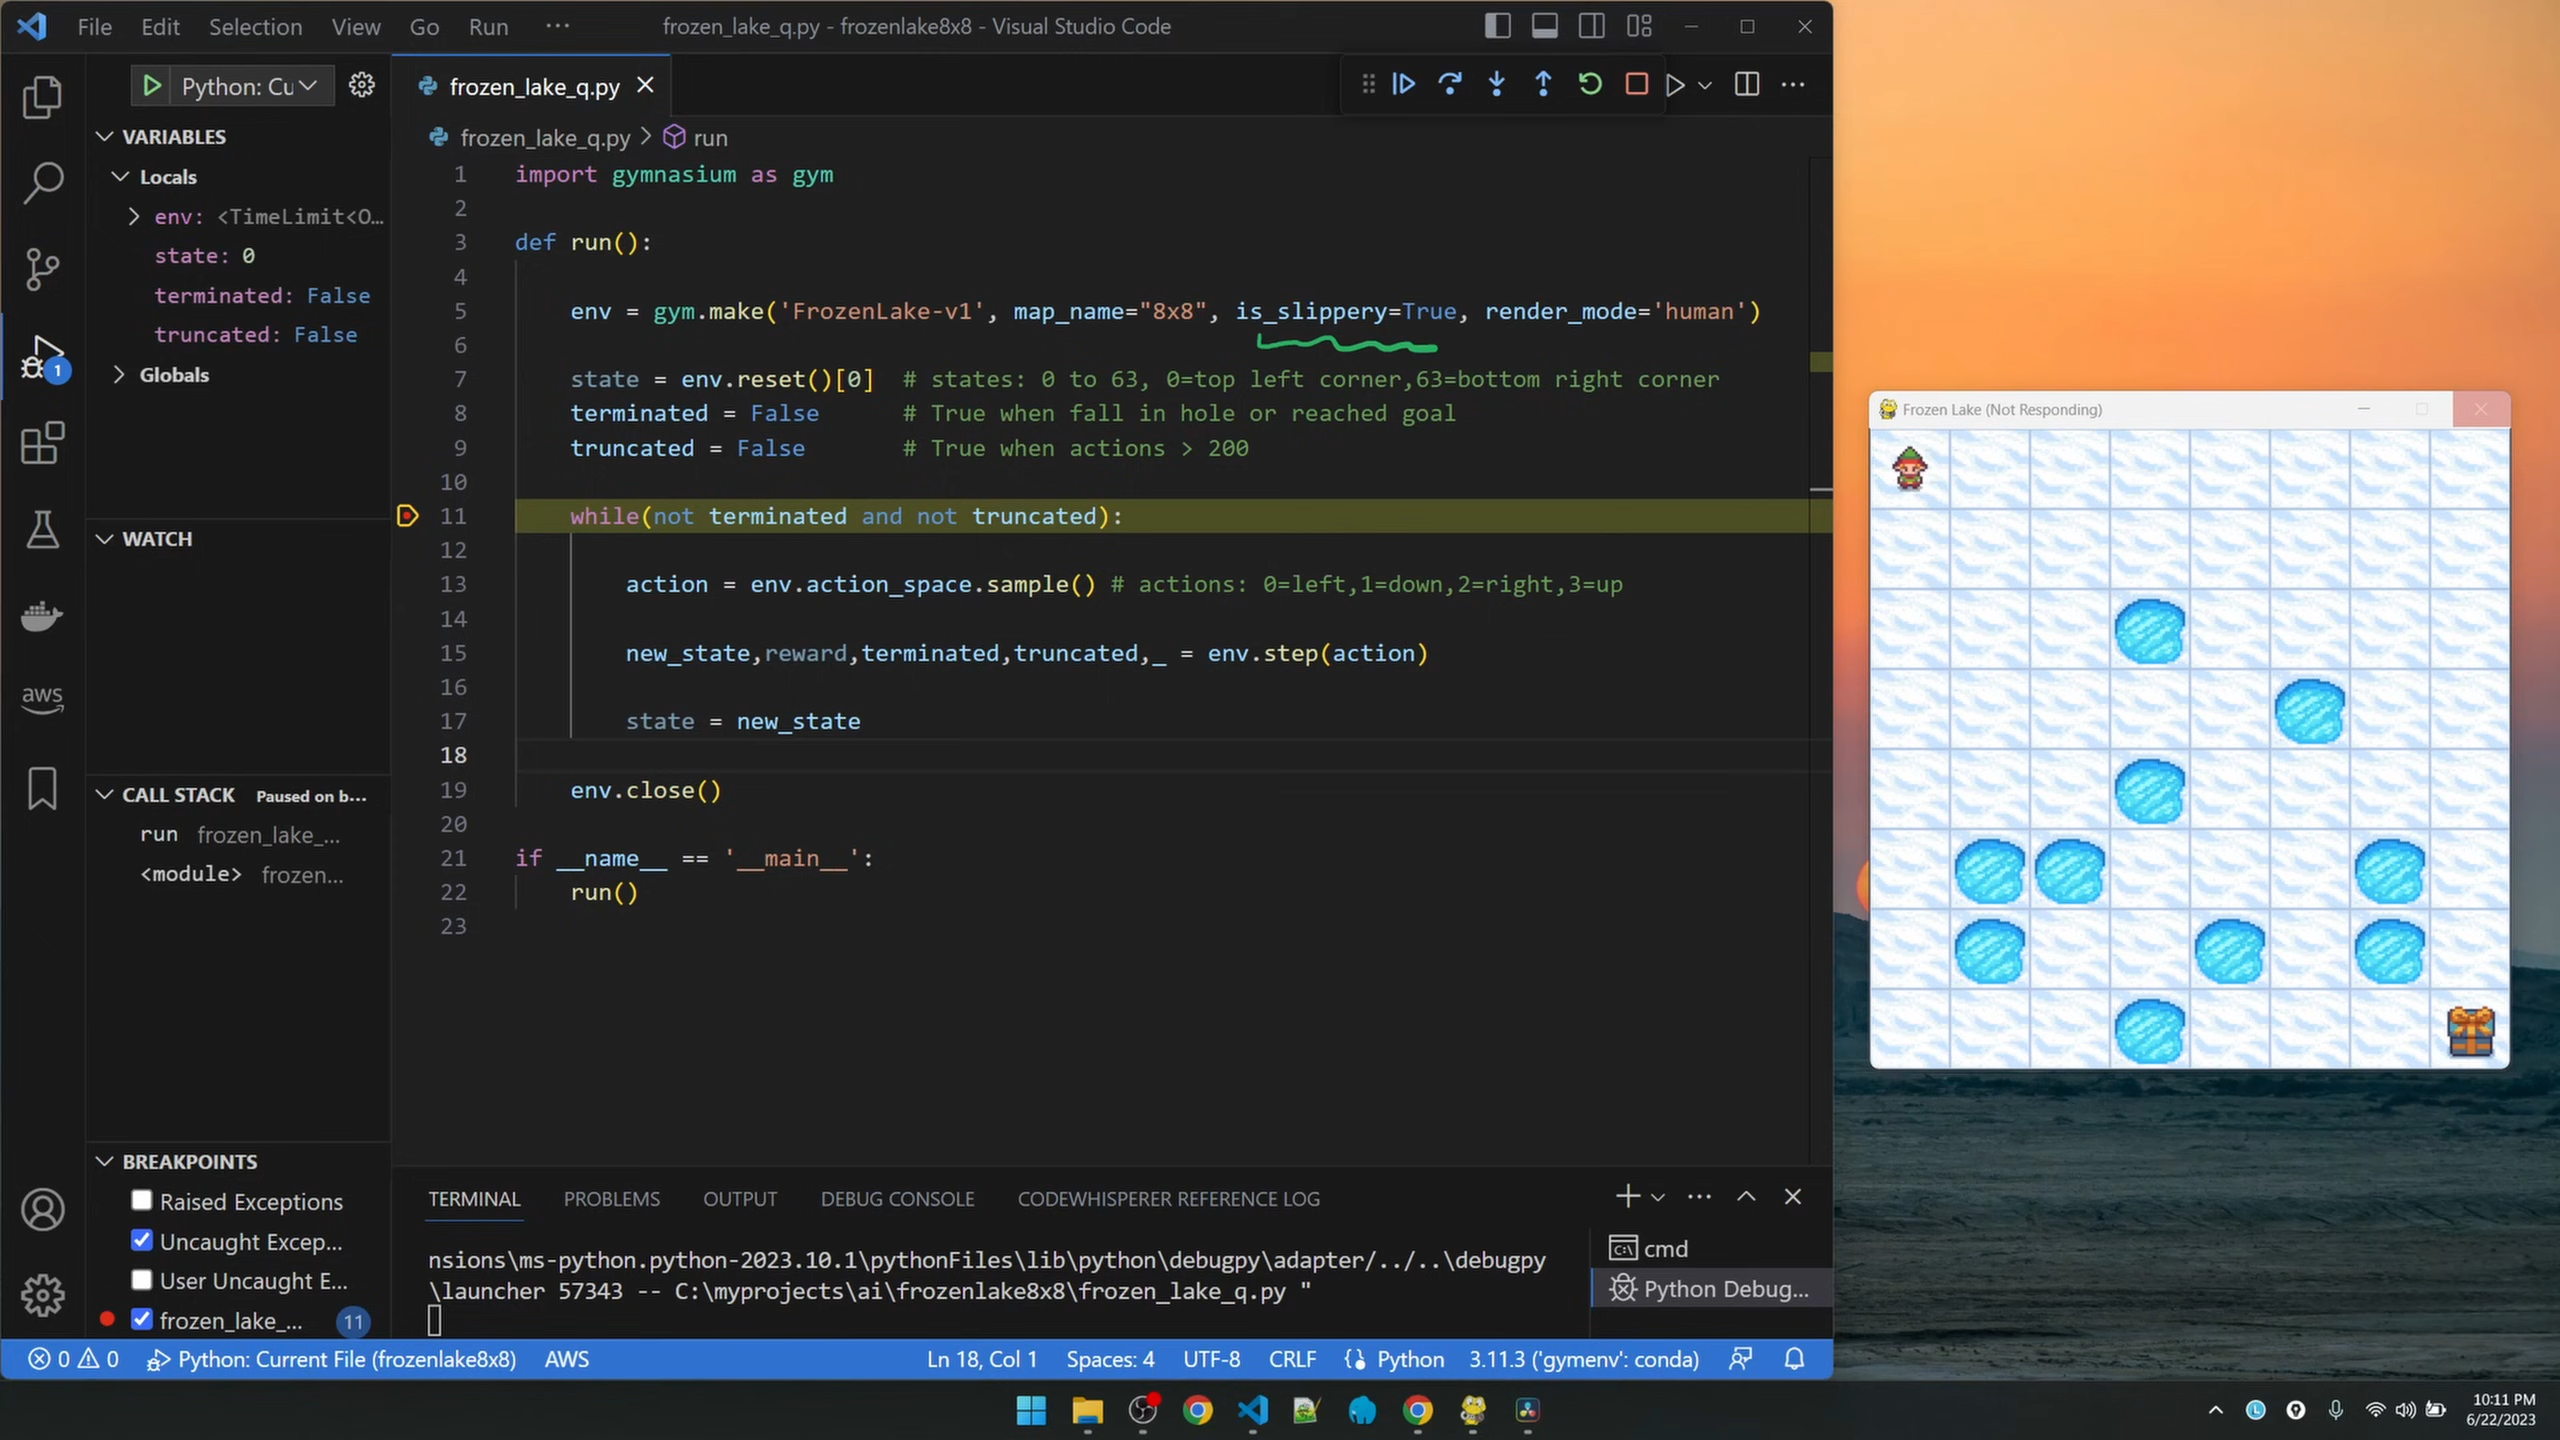 File Edit Selection View Go Run ··· frozen_lake_q.py - frozenlake8x8 - Visual Studio Code
Python: Cu
frozen_lake_q.py
VARIABLES
frozen_lake_q.py > run
Locals
env: <TimeLimit<O...
state: 0
terminated: False
truncated: False
Globals
WATCH
CALL STACK Paused on b...
run frozen_lake_...
<module> frozen...
BREAKPOINTS
Raised Exceptions
Uncaught Excep...
User Uncaught E...
frozen_lake_... 11
1
aws
1 import gymnasium as gym
2
3 def run():
4
5 env = gym.make('FrozenLake-v1', map_name="8x8", is_slippery=True, render_mode='human')
6
7 state = env.reset()[0] # states: 0 to 63, 0=top left corner,63=bottom right corner
8 terminated = False # True when fall in hole or reached goal
9 truncated = False # True when actions > 200
10
11 while(not terminated and not truncated):
12
13 action = env.action_space.sample() # actions: 0=left,1=down,2=right,3=up
14
15 new_state,reward,terminated,truncated,_ = env.step(action)
16
17 state = new_state
18
19 env.close()
20
21 if __name__ == '__main__':
22 run()
23
TERMINAL PROBLEMS OUTPUT DEBUG CONSOLE CODEWHISPERER REFERENCE LOG
nsions\ms-python.python-2023.10.1\pythonFiles\lib\python\debugpy\adapter/../..\debugpy
\launcher 57343 -- C:\myprojects\ai\frozenlake8x8\frozen_lake_q.py "
cmd
Python Debug...
0 0 Python: Current File (frozenlake8x8) AWS Ln 18, Col 1 Spaces: 4 UTF-8 CRLF Python 3.11.3 ('gymenv': conda)
Frozen Lake (Not Responding)
10:11 PM
6/22/2023